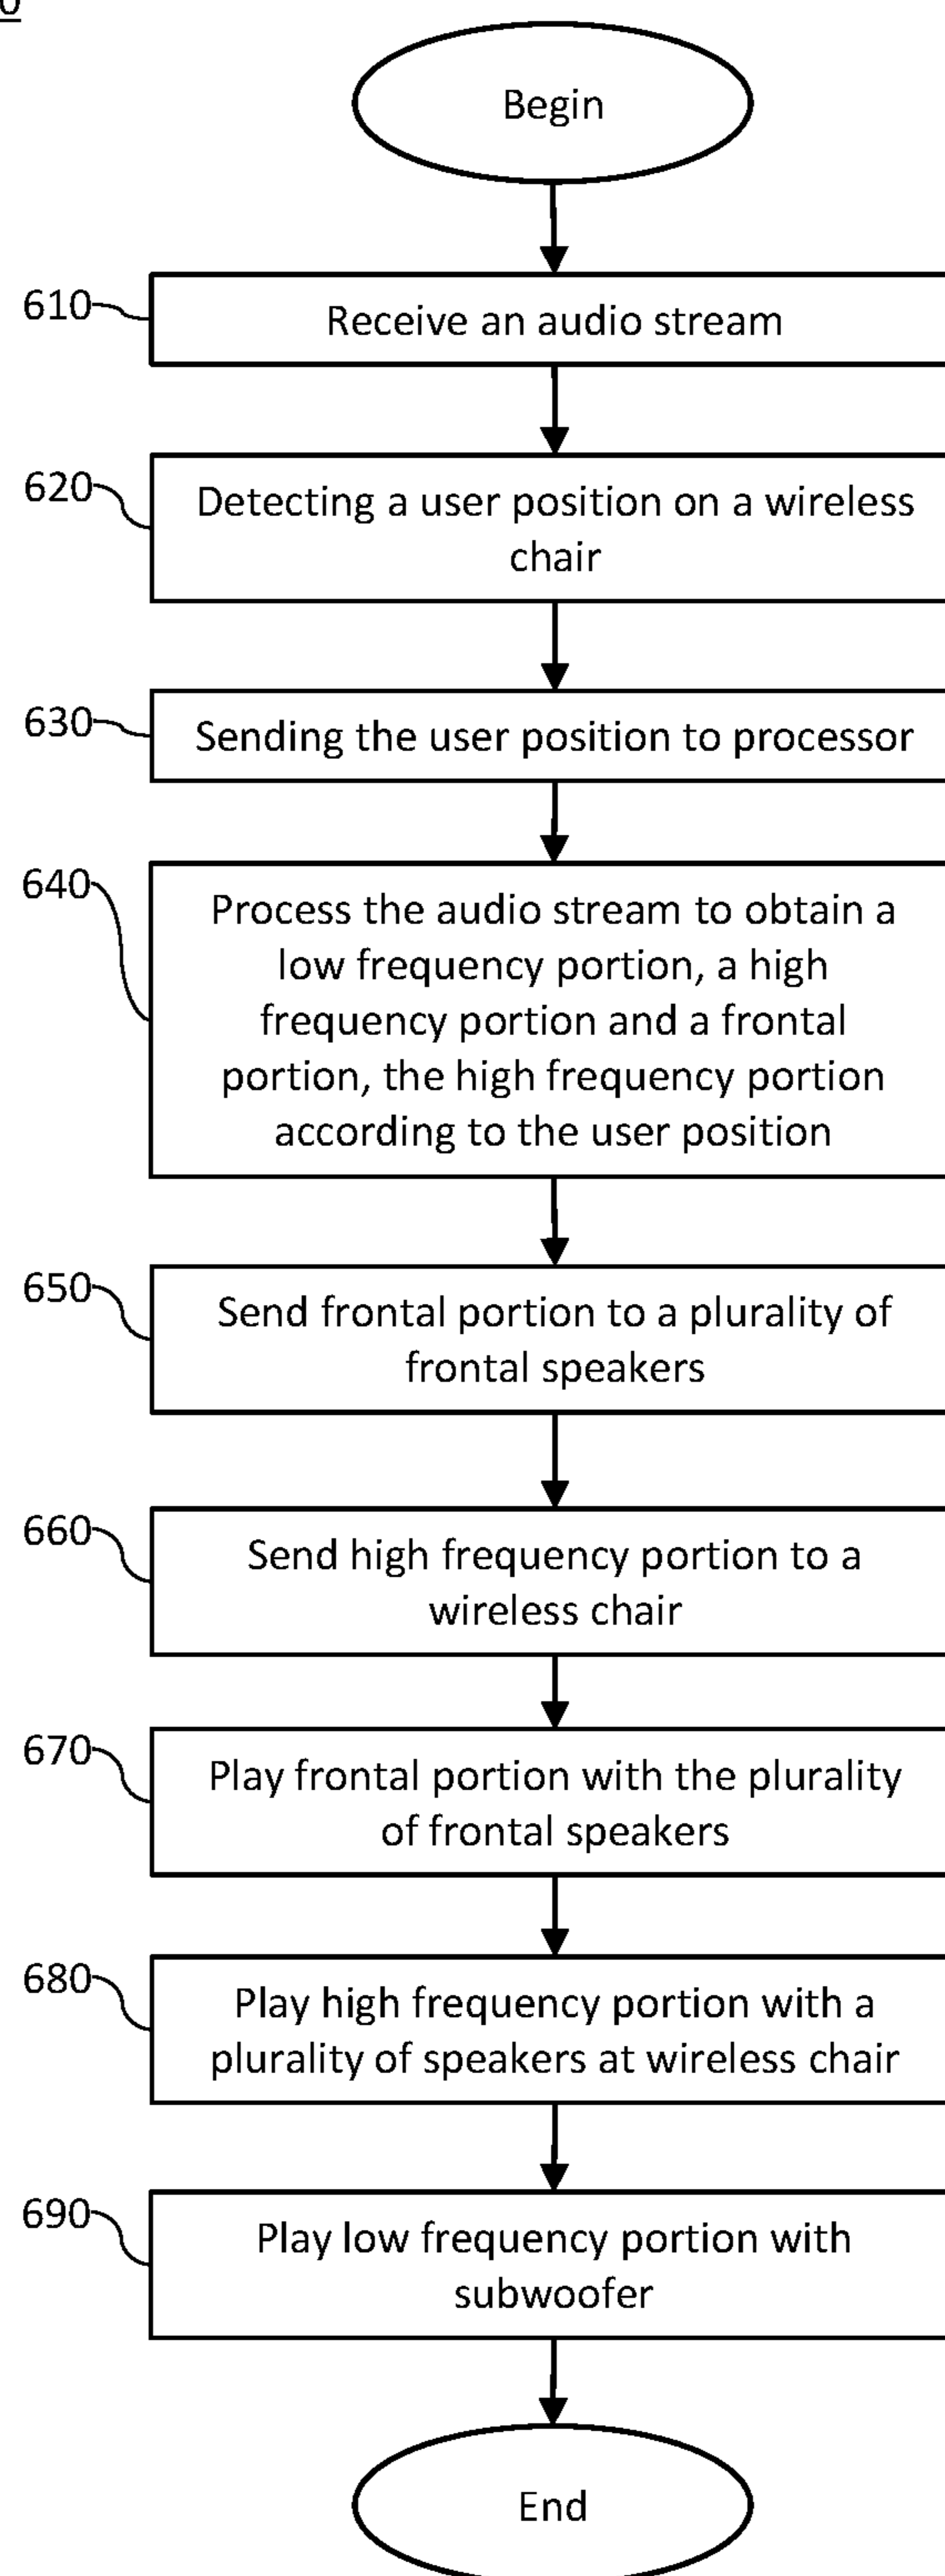 0
Begin
610
Receive an audio stream
620
Detecting a user position on a wireless
chair
630
Sending the user position to processor
640
Process the audio stream to obtain a
low frequency portion, a high
frequency portion and a frontal
portion, the high frequency portion
according to the user position
650
Send frontal portion to a plurality of
frontal speakers
660
Send high frequency portion to a
wireless chair
670
Play frontal portion with the plurality
of frontal speakers
680
Play high frequency portion with a
plurality of speakers at wireless chair
690
Play low frequency portion with
subwoofer
End